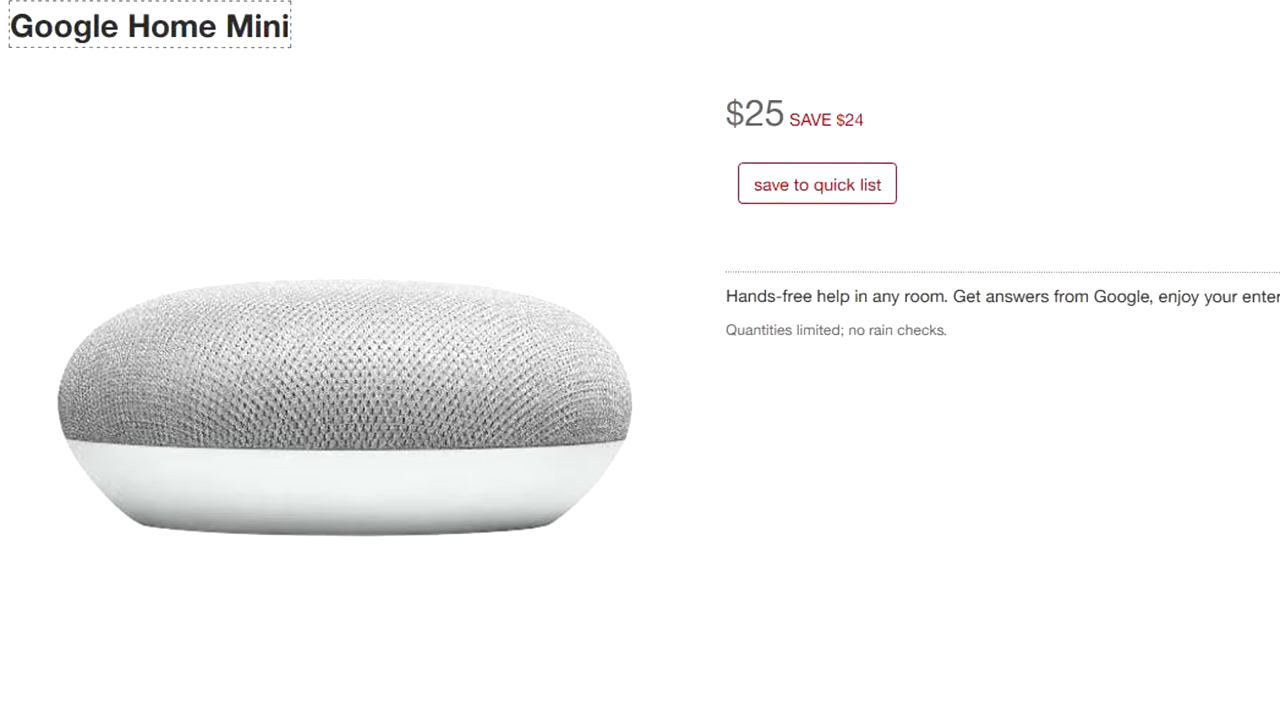 Google Home Mini
$25 SAVE $24
save to quick list
Hands-free help in any room. Get answers from Google, enjoy your enter
Quantities limited; no rain checks.